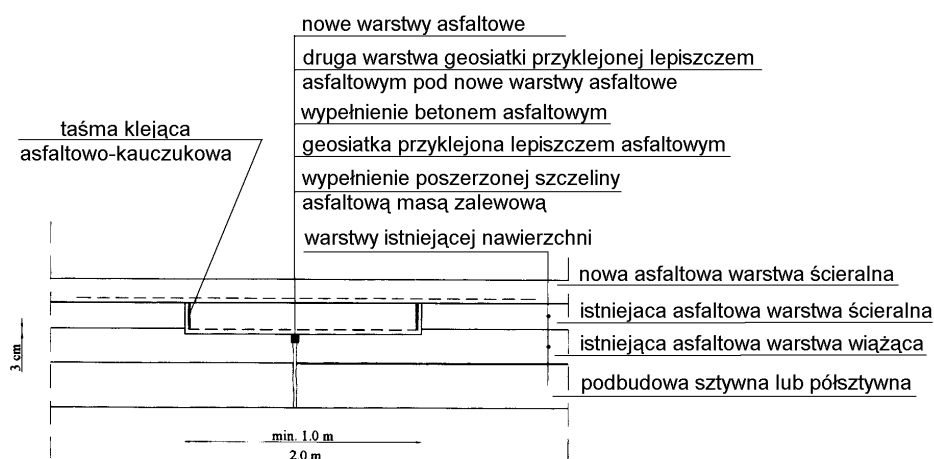 nowe warstwy asfaltowe
druga warstwa geosiatki przyklejonej lepiszczem
asfaltowym pod nowe warstwy asfaltowe
wypełnienie betonem asfaltowym
geosiatka przyklejona lepiszczem asfaltowym
wypełnienie poszerzonej szczeliny
asfaltową masą zalewową
warstwy istniejącej nawierzchni
taśma klejąca
asfaltowo-kauczukowa
nowa asfaltowa warstwa ścieralna
istniejaca asfaltowa warstwa ścieralna
istniejąca asfaltowa warstwa wiążąca
podbudowa sztywna lub półsztywna
3 cm
min. 1.0 m
2.0 m